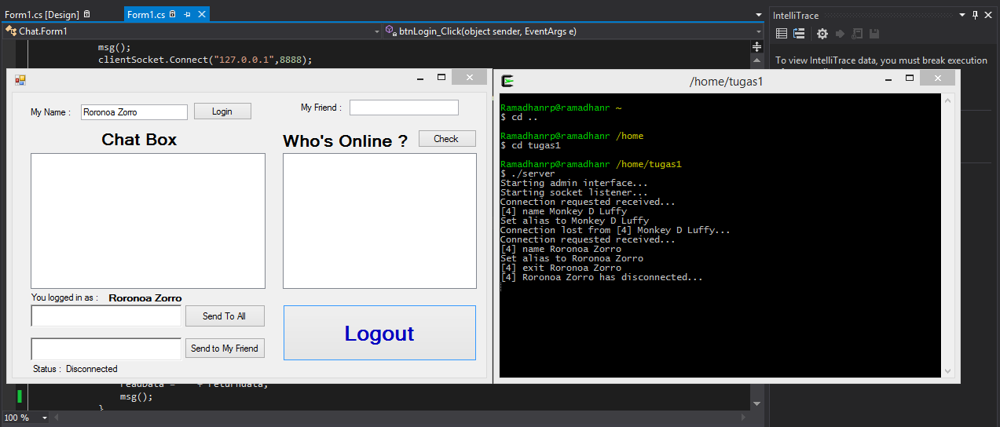 Form1.cs [Design]
Form1.cs
IntelliTrace
Chat.Form1
btnLogin_Click(object sender, EventArgs e)
msg();
clientSocket.Connect("127.0.0.1",8888);
To view IntelliTrace data, you must break execution
My Name :
Roronoa Zorro
Login
My Friend :
Chat Box
Who's Online ?
Check
You logged in as :
Roronoa Zorro
Send To All
Send to My Friend
Logout
Status : Disconnected
/home/tugas1
Ramadhanrp@ramadhanr ~
$ cd ..
Ramadhanrp@ramadhanr /home
$ cd tugas1
Ramadhanrp@ramadhanr /home/tugas1
$ ./server
Starting admin interface...
Starting socket listener...
Connection requested received...
[4] name Monkey D Luffy
Set alias to Monkey D Luffy
Connection lost from [4] Monkey D Luffy...
Connection requested received...
[4] name Roronoa Zorro
Set alias to Roronoa Zorro
[4] exit Roronoa Zorro
[4] Roronoa Zorro has disconnected...
msg();
}
100 %